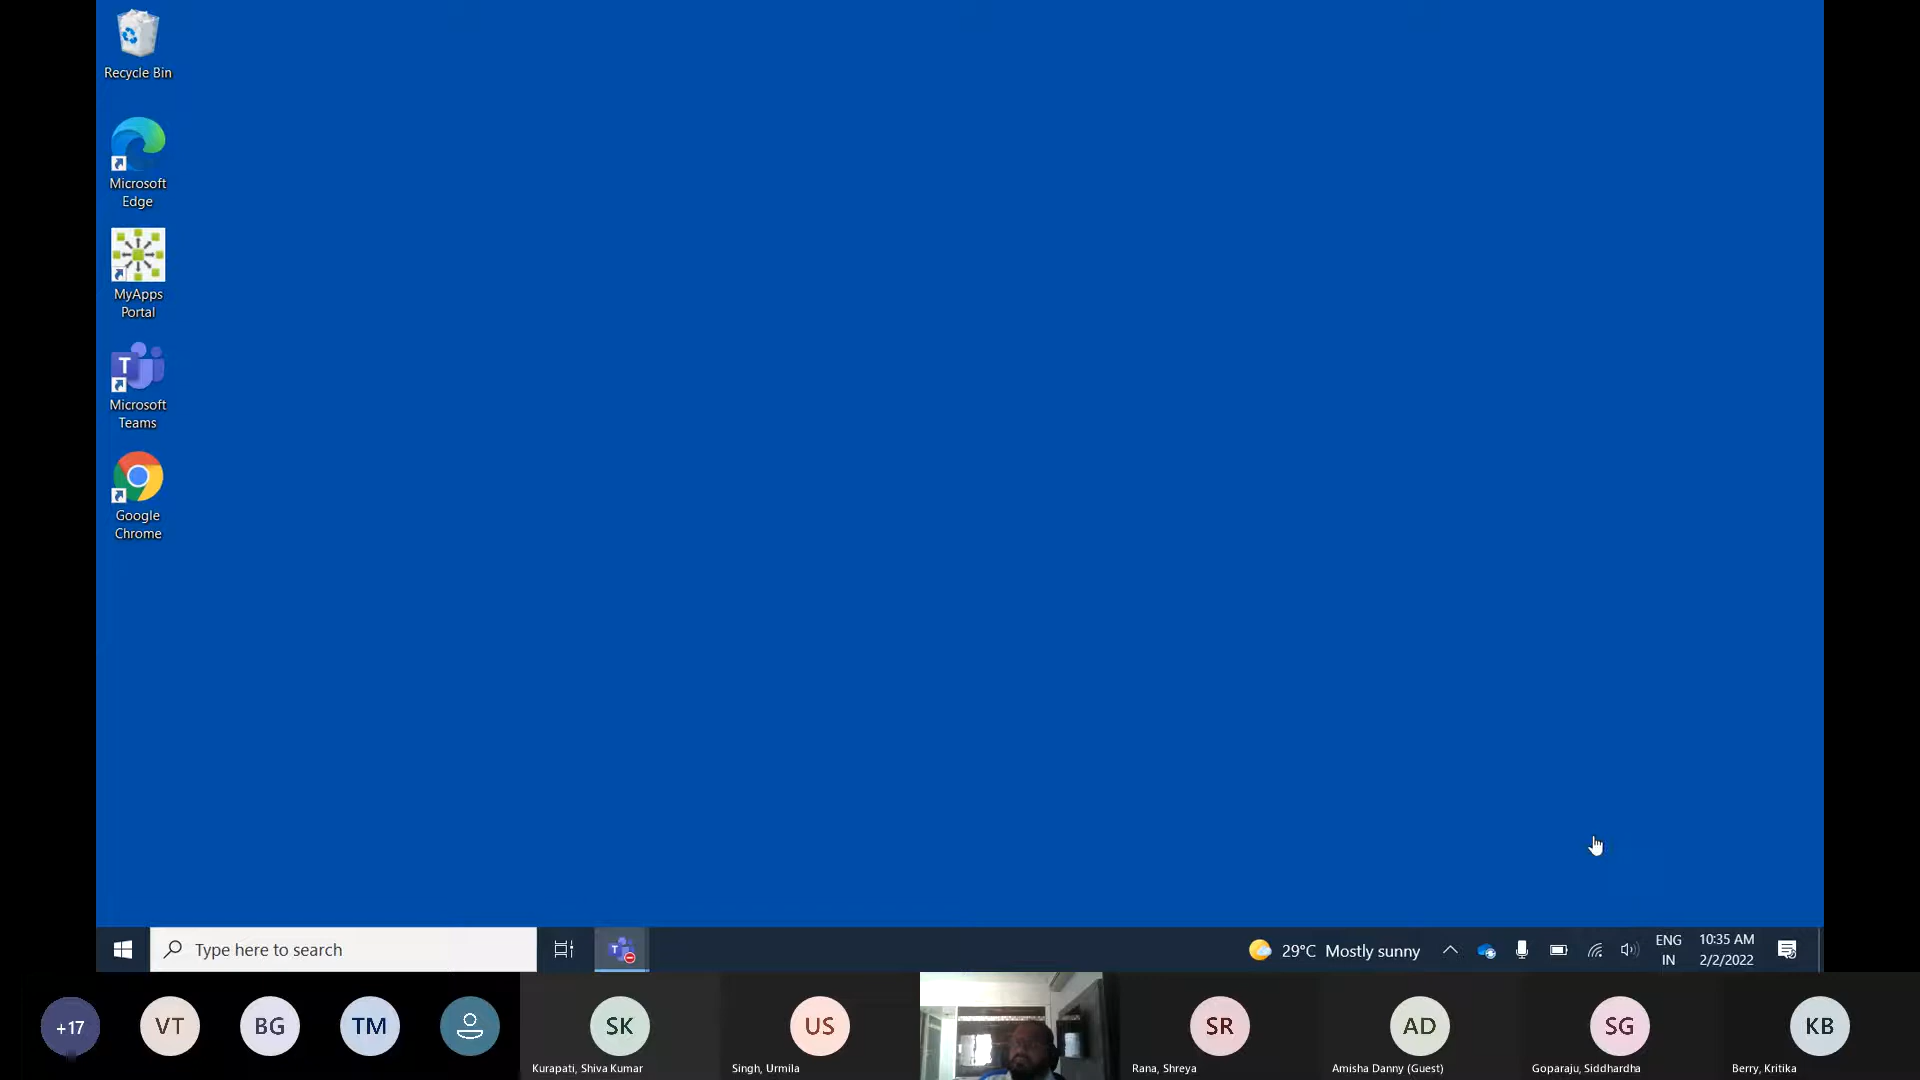 Recycle Bin
Microsoft
Edge
MyApps
Portal
T
Microsoft
Teams
Google
Chrome
Type here to search
T
29°C Mostly sunny
ENG
IN
10:35 AM
2/2/2022
+17
VT
BG
TM
SK
Kurapati, Shiva Kumar
US
Singh, Urmila
SR
Rana, Shreya
AD
Amisha Danny (Guest)
SG
Goparaju, Siddhardha
KB
Berry, Kritika